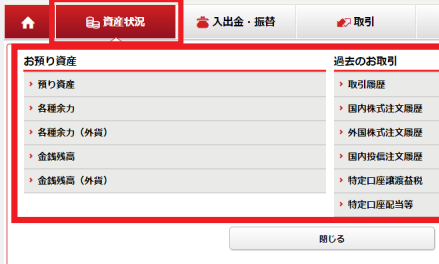 資産状況
入出金・振替
取引
お預り資産
預り資産
各種余力
各種余力（外貨）
金銭残高
金銭残高（外貨）
過去のお取引
取引履歴
国内株式注文履歴
外国株式注文履歴
国内投信注文履歴
特定口座譲渡益税
特定口座配当等
閉じる